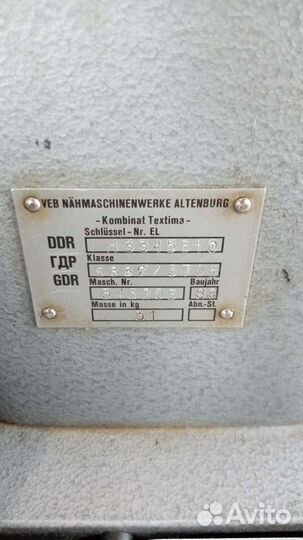 VEB NÄHMASCHINENWERKE ALTENBURG
- Kombinat Textima -
Schlüssel - Nr. EL
DDR
ГДР Klasse
GDR Masch. Nr. Baujahr
Masse in kg Abn.-St.
Avito